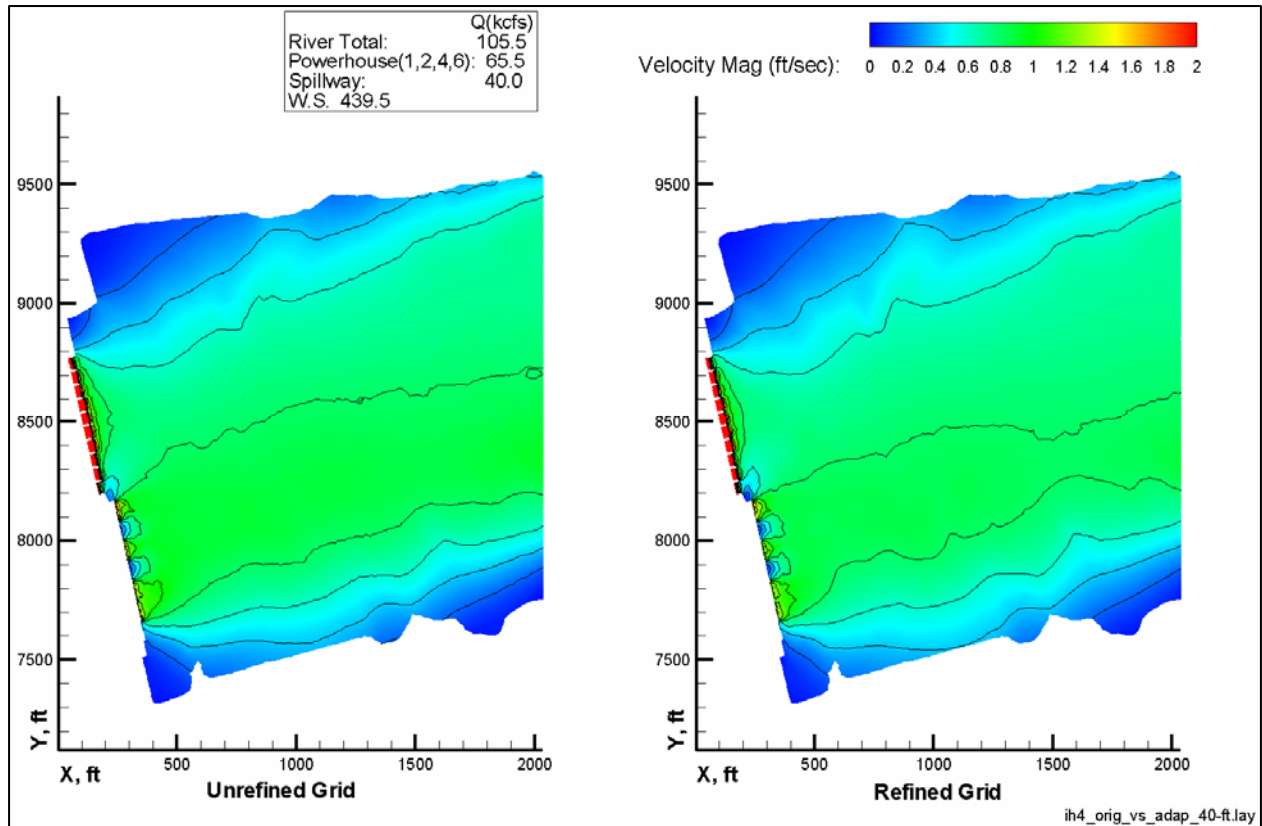 Q(kcfs)
River Total: 105.5
Powerhouse(1,2,4,6): 65.5
Spillway: 40.0
W.S. 439.5
Velocity Mag (ft/sec): 0 0.2 0.4 0.6 0.8 1 1.2 1.4 1.6 1.8 2
9500
9000
8500
8000
7500
Y, ft
X, ft
500 1000 1500 2000
Unrefined Grid
9500
9000
8500
8000
7500
Y, ft
X, ft
500 1000 1500 2000
Refined Grid
ih4_orig_vs_adap_40-ft.lay